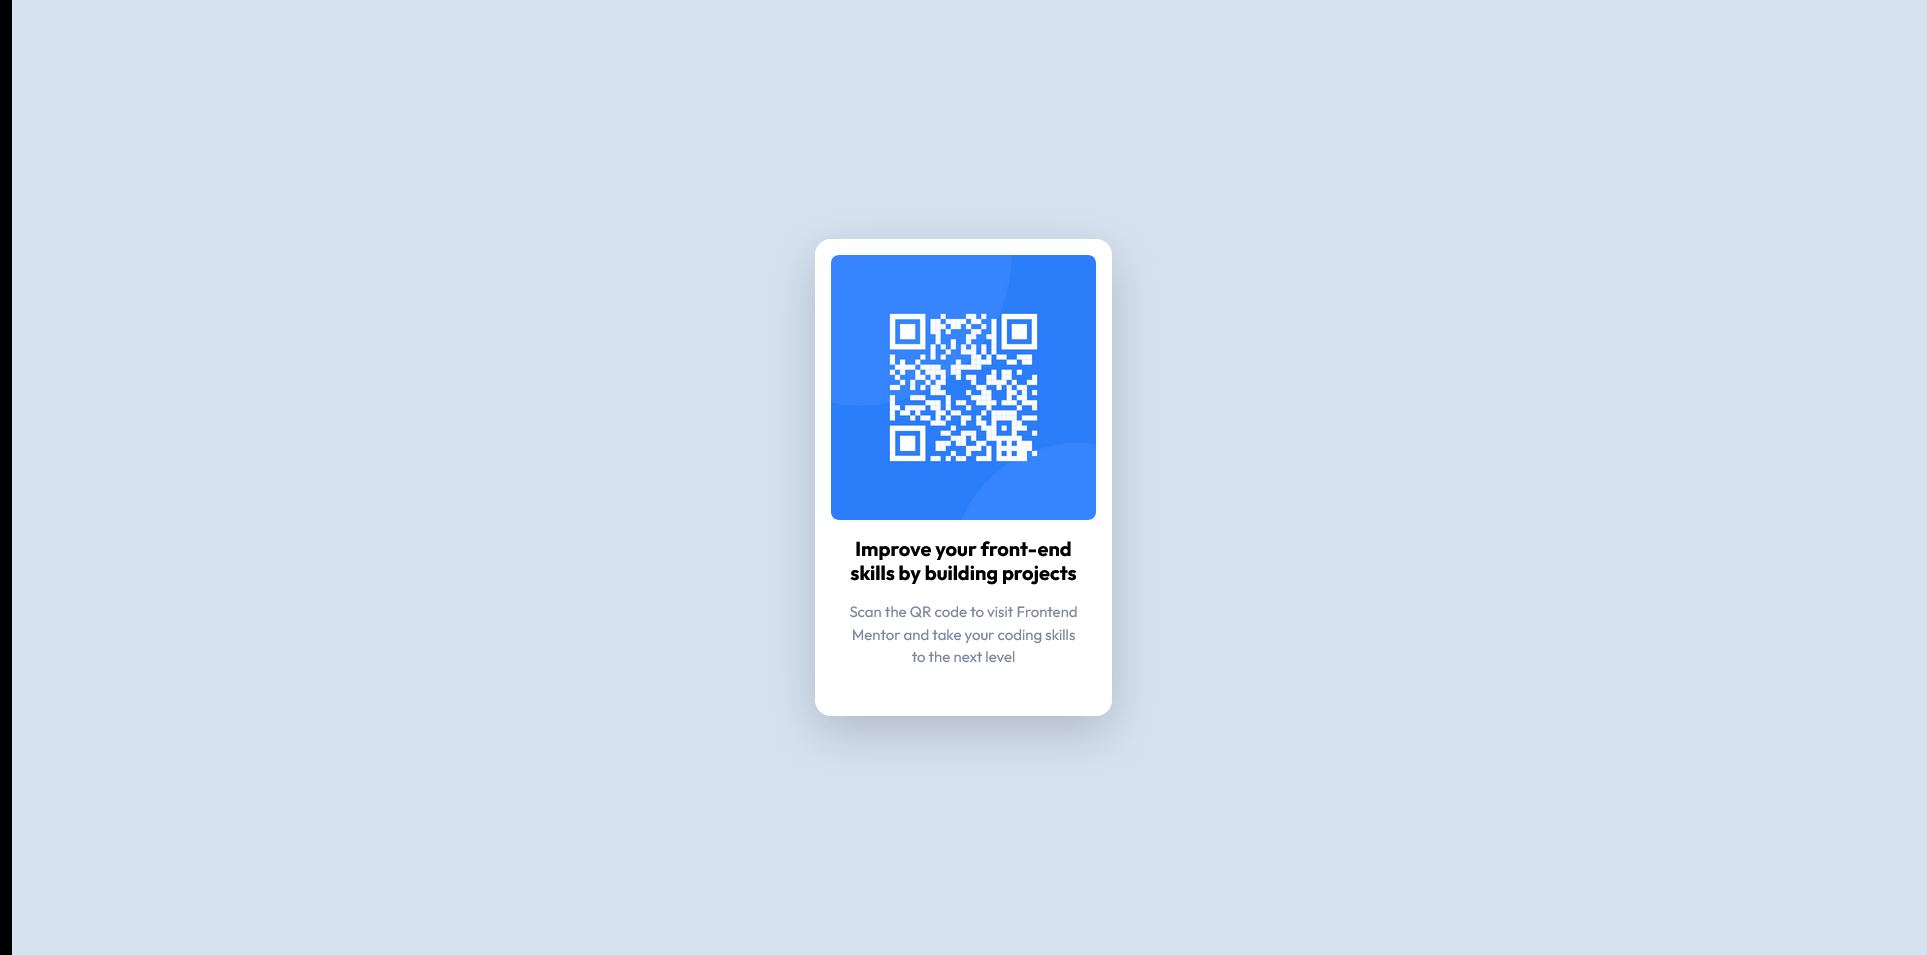 Improve your front-end
skills by building projects
Scan the QR code to visit Frontend
Mentor and take your coding skills
to the next level